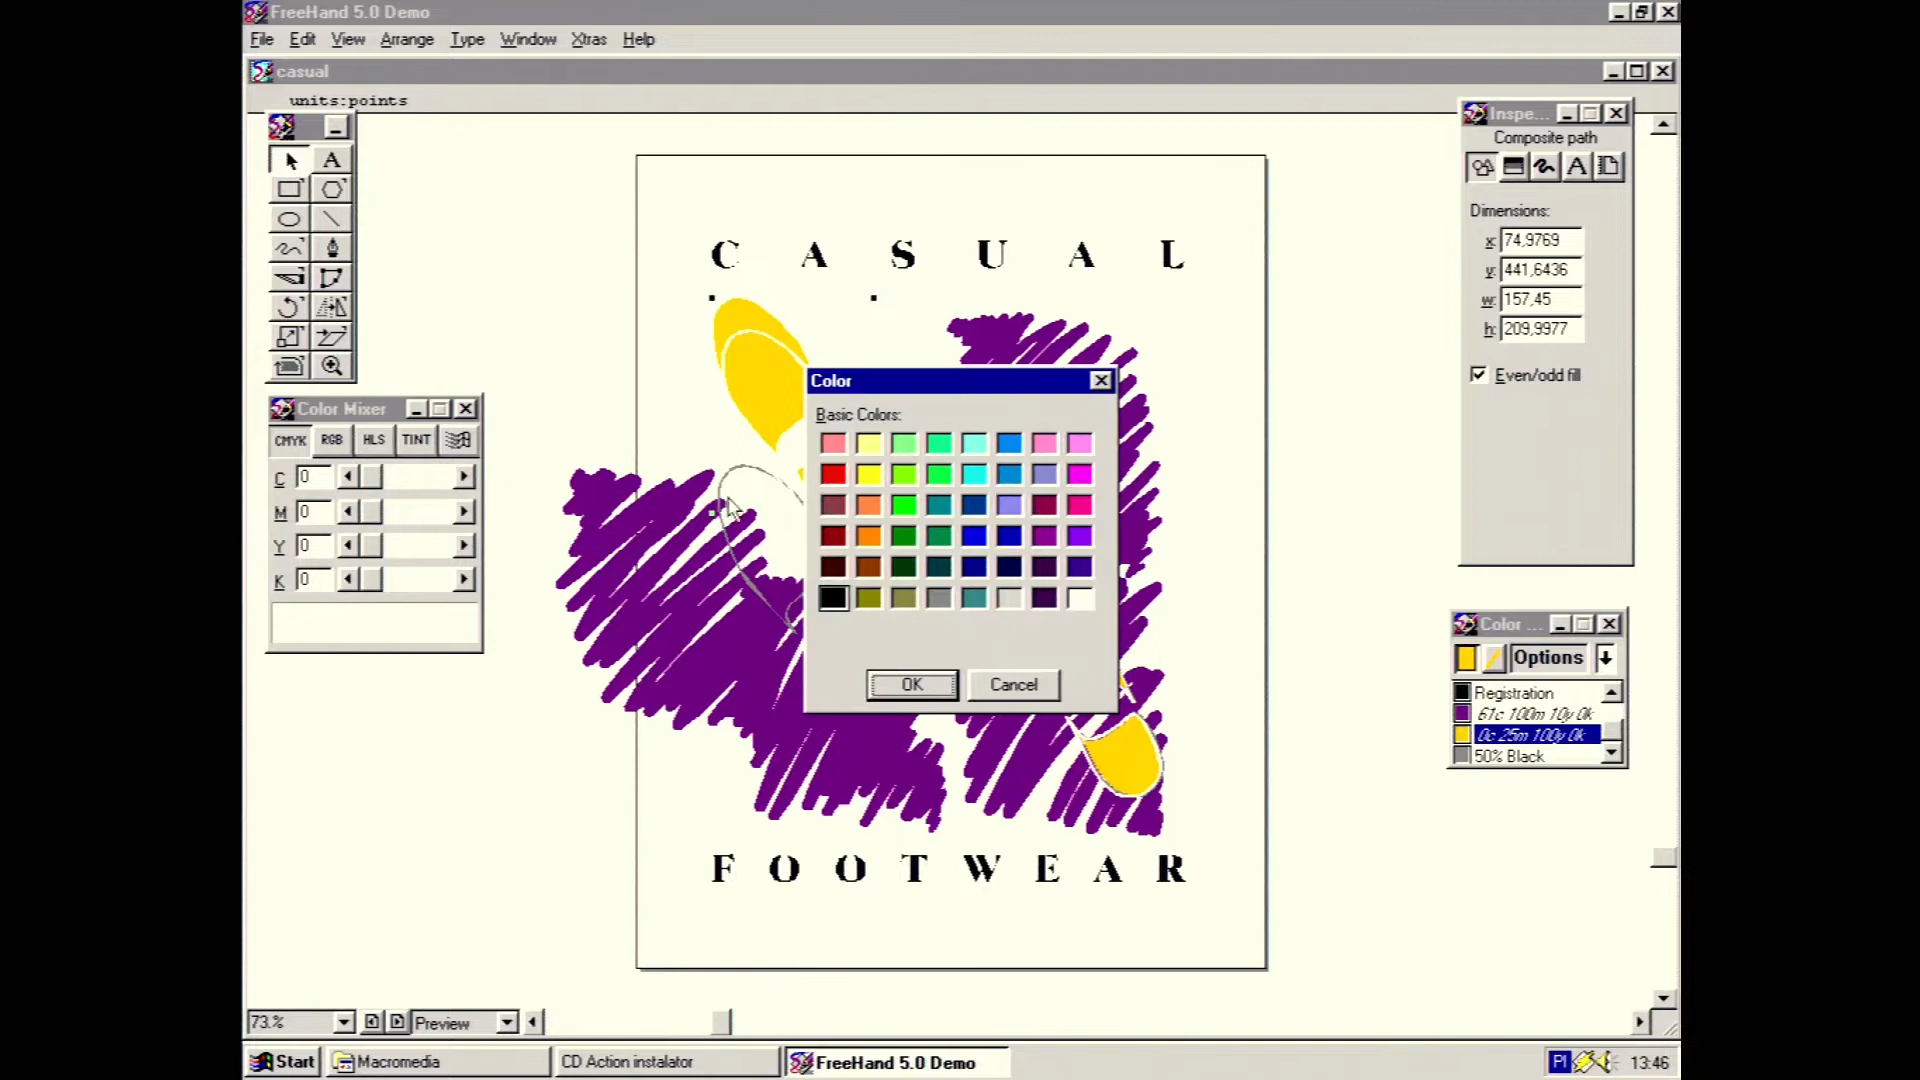 FreeHand 5.0 Demo
File Edit View Arrange Type Window Xtras Help
casual
units:points
Inspe...
Composite path
A
Dimensions:
x: 74,9769
y: 441,6436
w: 157,45
h: 209,9977
Even/odd fill
A
Color Mixer
CMYK RGB HLS TINT
C 0
M 0
Y 0
K 0
CASUAL
Color
Basic Colors:
OK Cancel
FOOTWEAR
Color ...
Options
Registration
61c 100m 10y 0k
0c 25m 100y 0k
50% Black
73.% Preview
Start Macromedia CD Action instalator FreeHand 5.0 Demo Pl 13:46